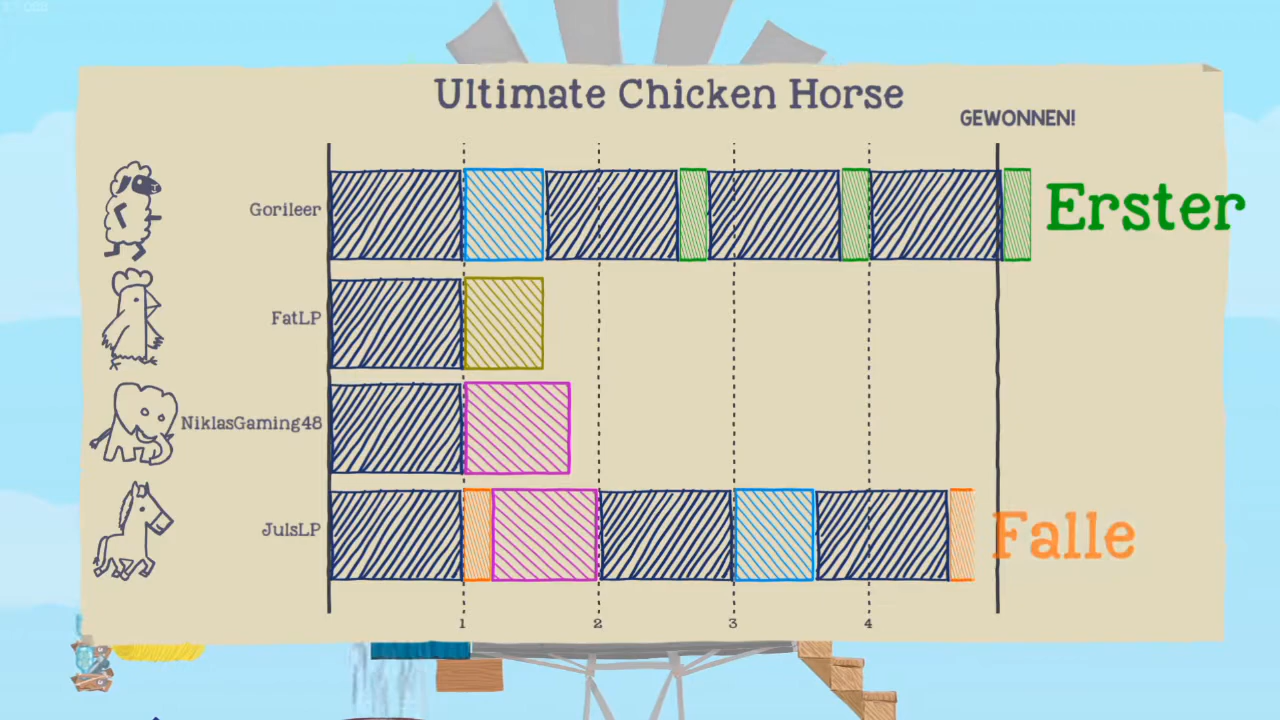 Ultimate Chicken Horse
GEWONNEN!
Gorileer
Erster
FatLP
NiklasGaming48
JulsLP
Falle
1 2 3 4